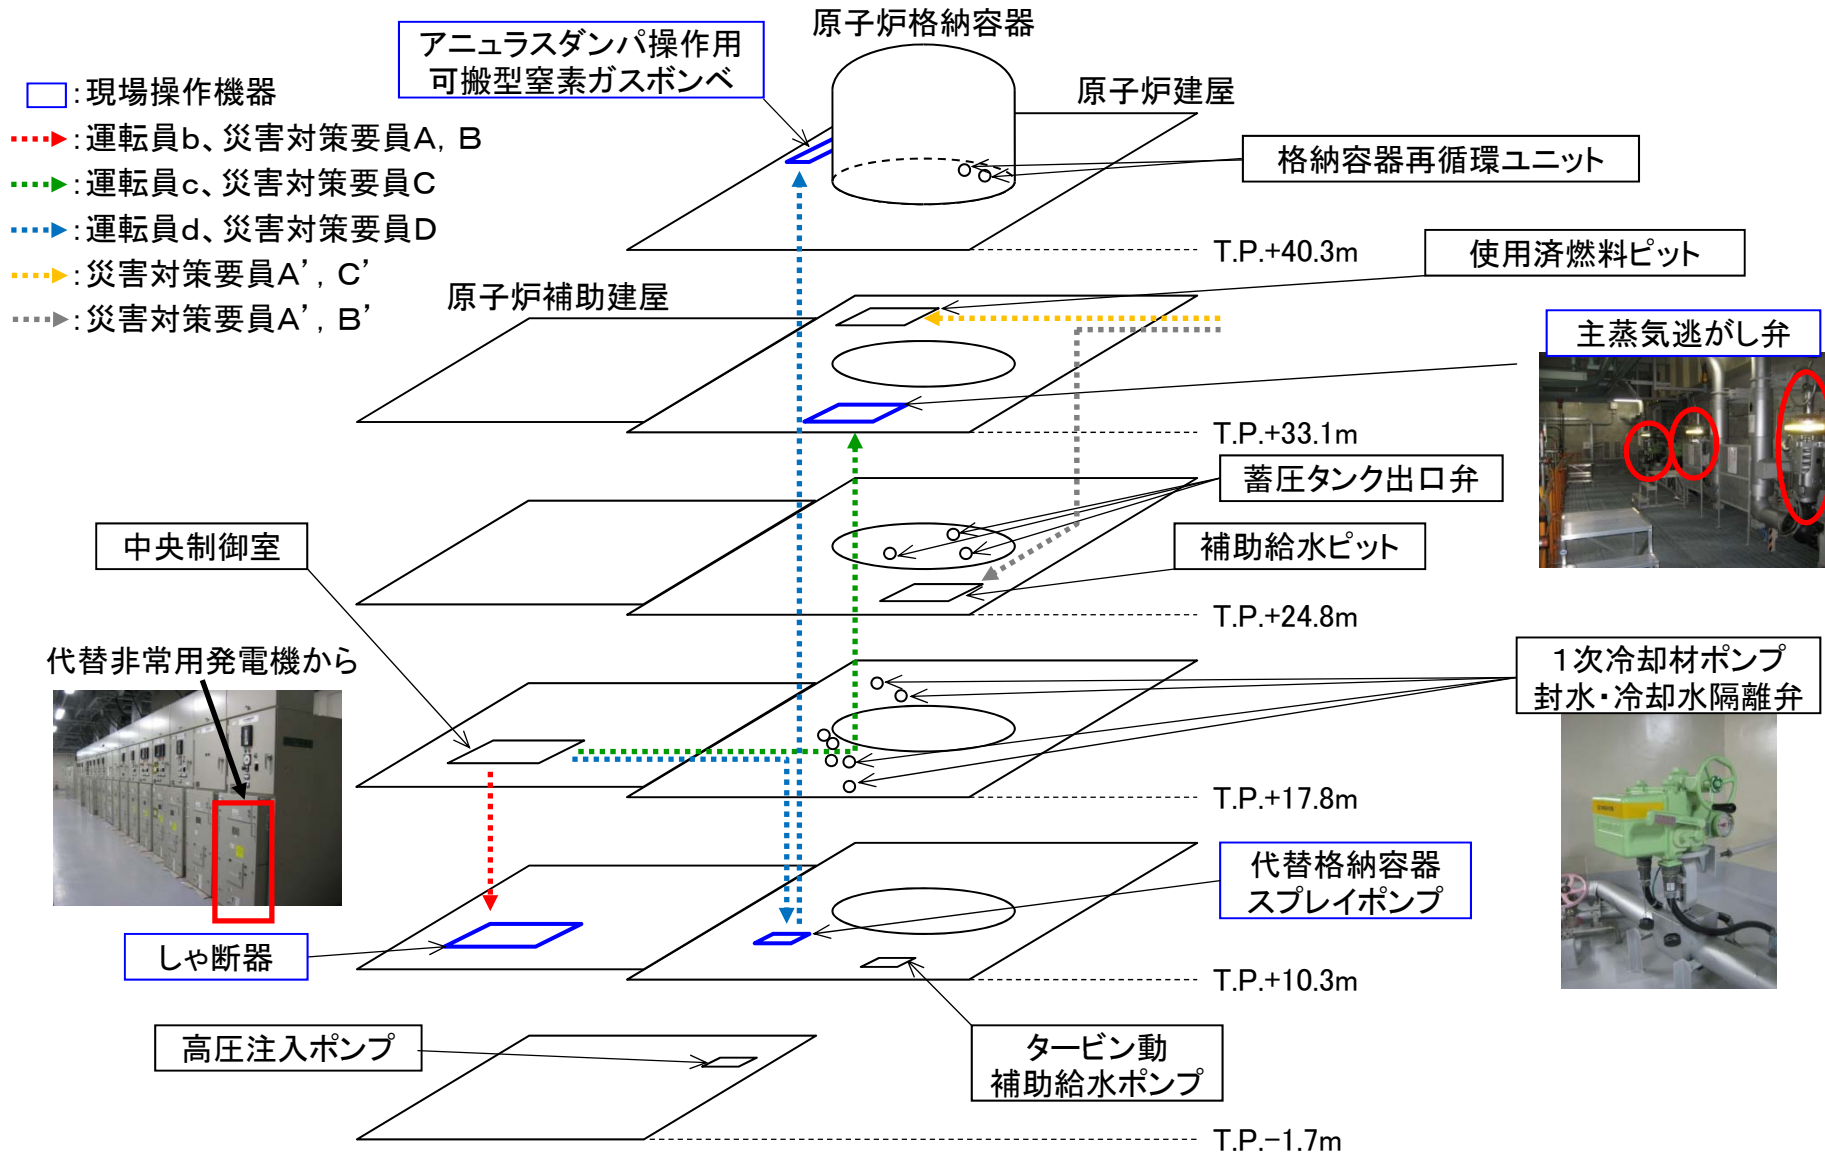 原子炉格納容器
アニュラスダンパ操作用
可搬型窒素ガスボンベ
原子炉建屋
:現場操作機器
:運転員b、災害対策要員A, B
:運転員c、災害対策要員C
:運転員d、災害対策要員D
:災害対策要員A’, C’
:災害対策要員A’, B’
格納容器再循環ユニット
T.P.+40.3m
使用済燃料ピット
原子炉補助建屋
主蒸気逃がし弁
T.P.+33.1m
蓄圧タンク出口弁
中央制御室
補助給水ピット
T.P.+24.8m
代替非常用発電機から
1次冷却材ポンプ
封水・冷却水隔離弁
T.P.+17.8m
代替格納容器
スプレイポンプ
しゃ断器
T.P.+10.3m
高圧注入ポンプ
タービン動
補助給水ポンプ
T.P.-1.7m